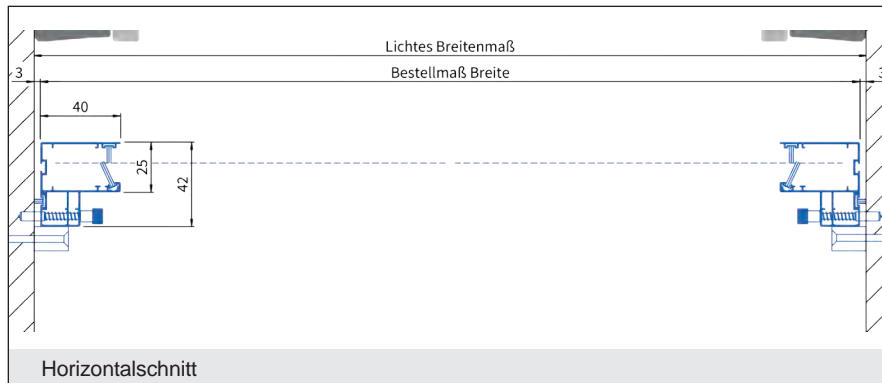 Lichtes Breitenmaß
3 Bestellmaß Breite 3
40
25
42
Horizontalschnitt